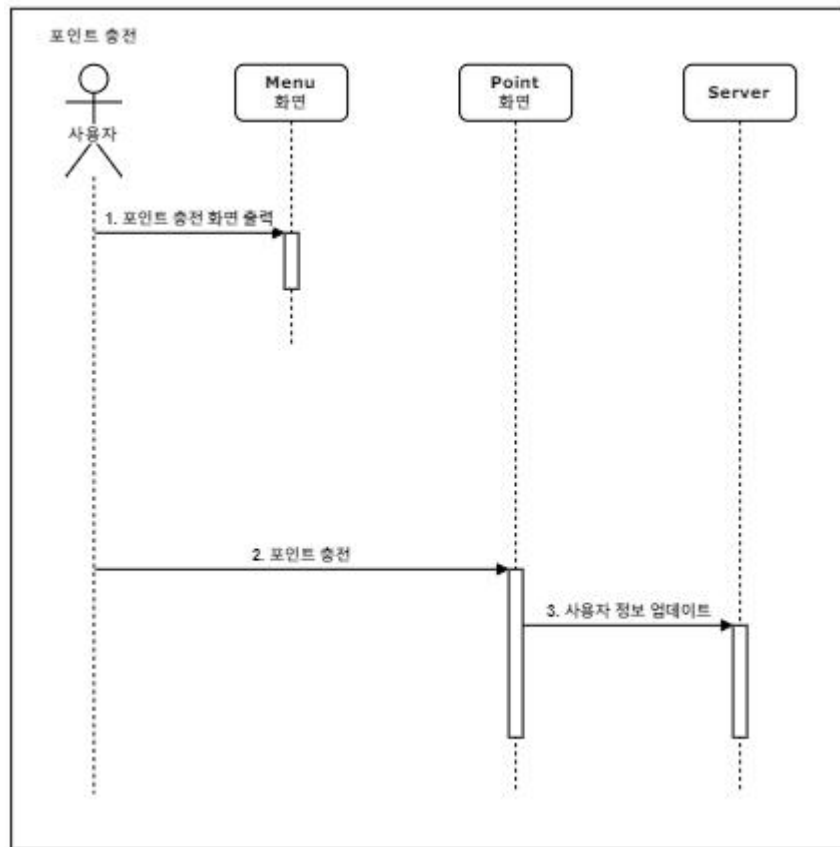 포인트 충전
사용자
Menu
화면
Point
화면
Server
1. 포인트 충전 화면 출력
2. 포인트 충전
3. 사용자 정보 업데이트